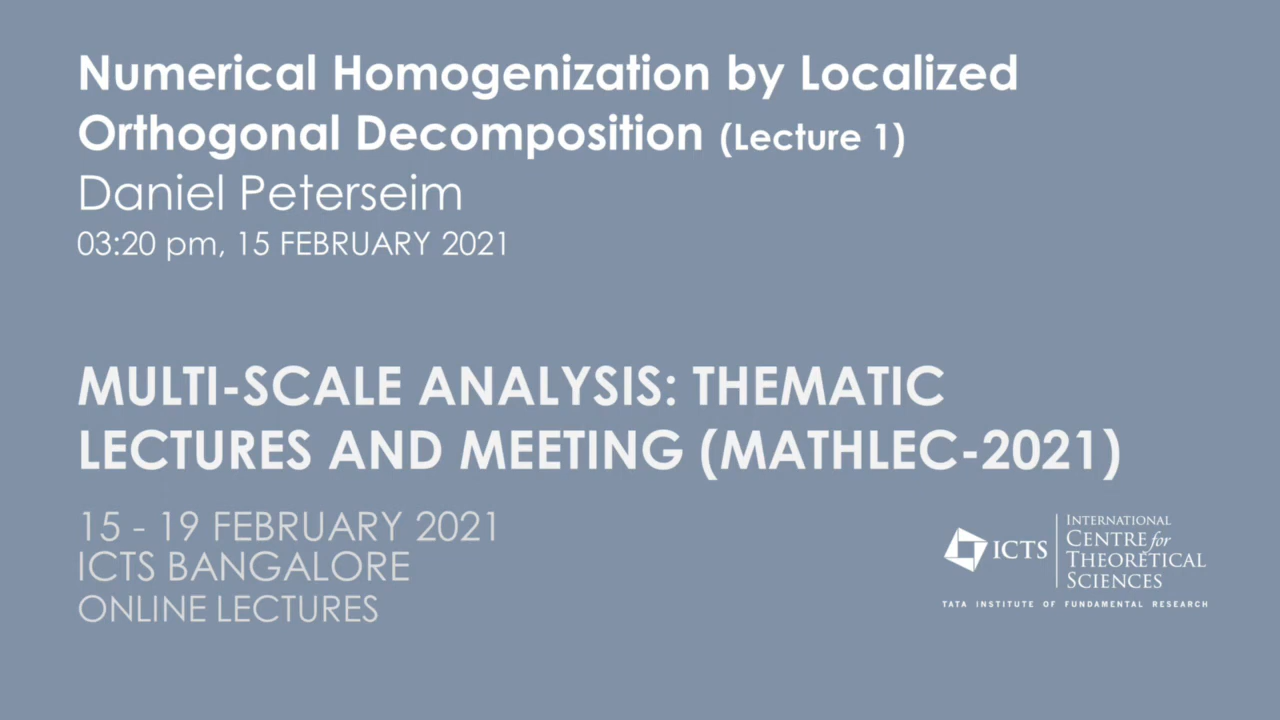 Numerical Homogenization by Localized
Orthogonal Decomposition (Lecture 1)
Daniel Peterseim
03:20 pm, 15 FEBRUARY 2021
MULTI-SCALE ANALYSIS: THEMATIC
LECTURES AND MEETING (MATHLEC-2021)
15 - 19 FEBRUARY 2021
ICTS BANGALORE
ONLINE LECTURES
ICTS
INTERNATIONAL
CENTRE for
THEORETICAL
SCIENCES
TATA INSTITUTE OF FUNDAMENTAL RESEARCH